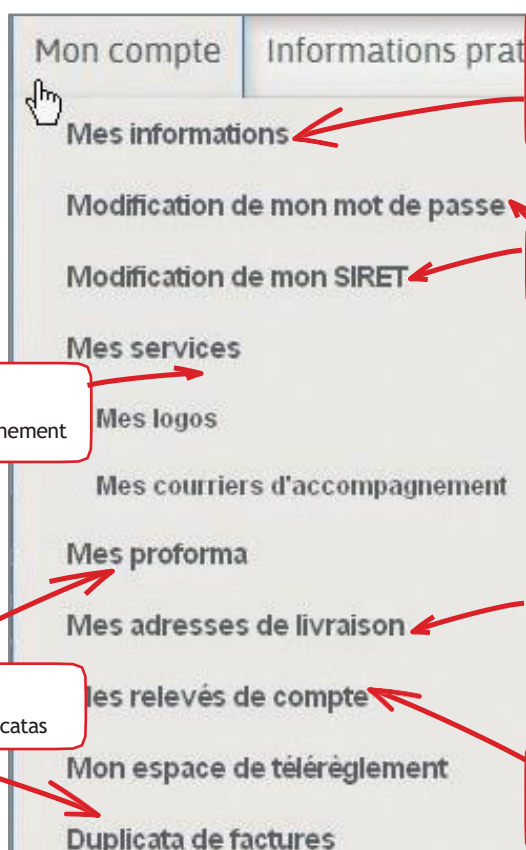 Mon compte
Informations prat
Mes informations
Modification de mon mot de passe
Modification de mon SIRET
Mes services
nement
Mes logos
Mes courriers d'accompagnement
Mes proforma
Mes adresses de livraison
es relevés de compte
catas
Mon espace de télérèglement
Duplicata de factures